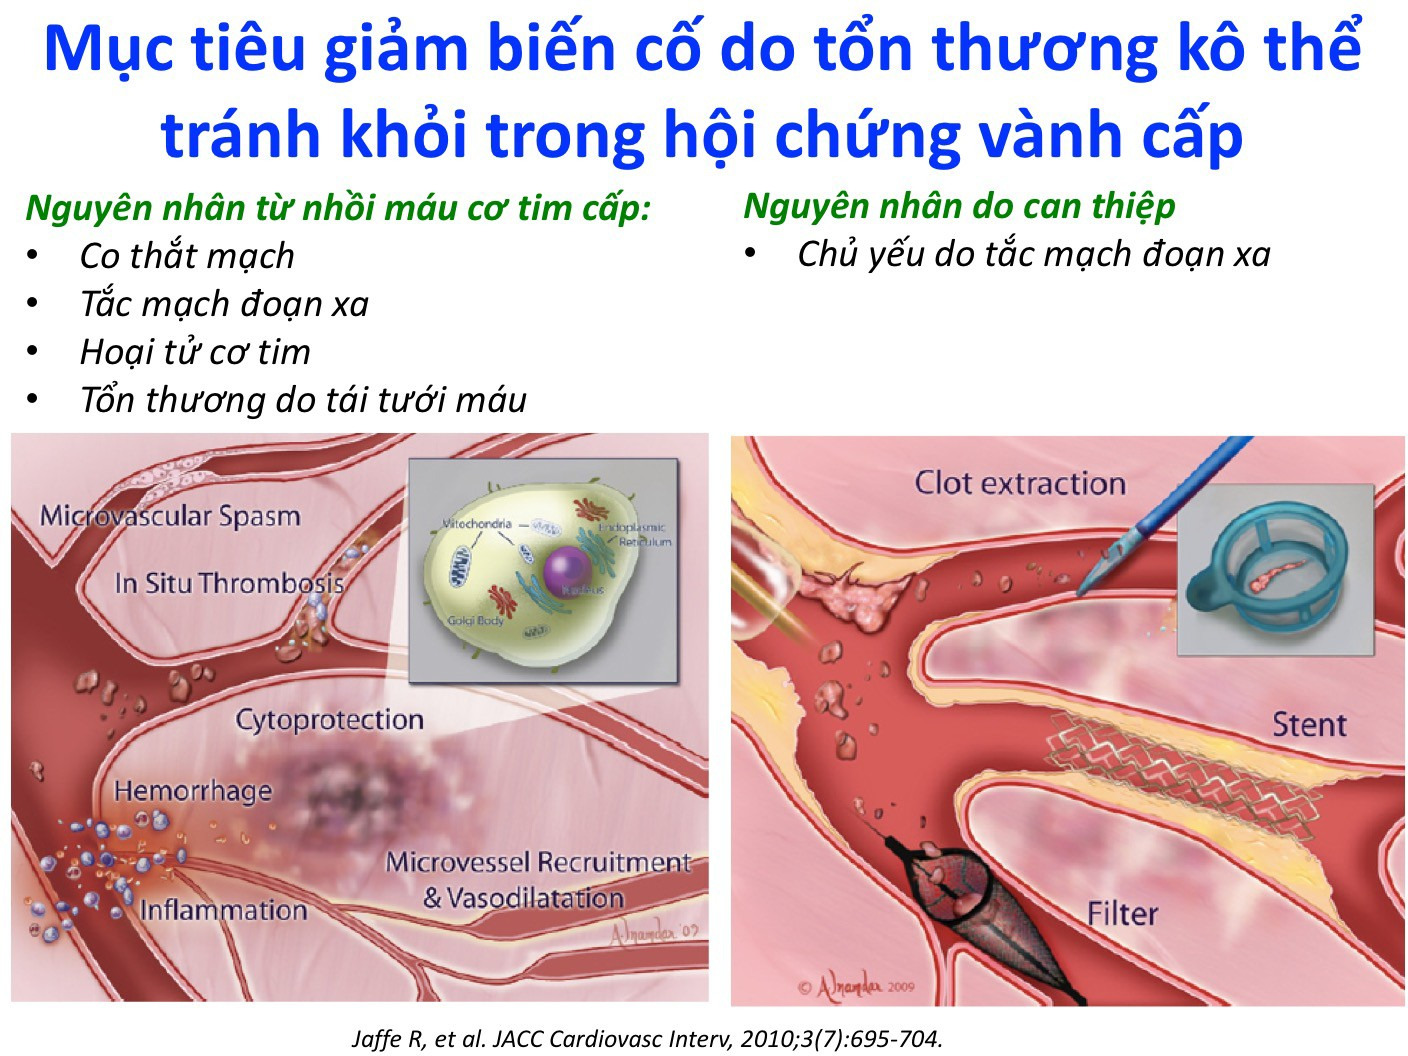 Mục tiêu giảm biến cố do tổn thương kô thể
tránh khỏi trong hội chứng vành cấp
Nguyên nhân từ nhồi máu cơ tim cấp:
• Co thắt mạch
• Tắc mạch đoạn xa
• Hoại tử cơ tim
• Tổn thương do tái tưới máu
Nguyên nhân do can thiệp
• Chủ yếu do tắc mạch đoạn xa
Microvascular Spasm
In Situ Thrombosis
Mitochondria
Endoplasmic
Reticulum
Nucleus
Golgi Body
Cytoprotection
Hemorrhage
Microvessel Recruitment
& Vasodilatation
Inflammation
A. Inamdar '09
Clot extraction
Stent
Filter
© A. Inamdar 2009
Jaffe R, et al. JACC Cardiovasc Interv, 2010;3(7):695-704.